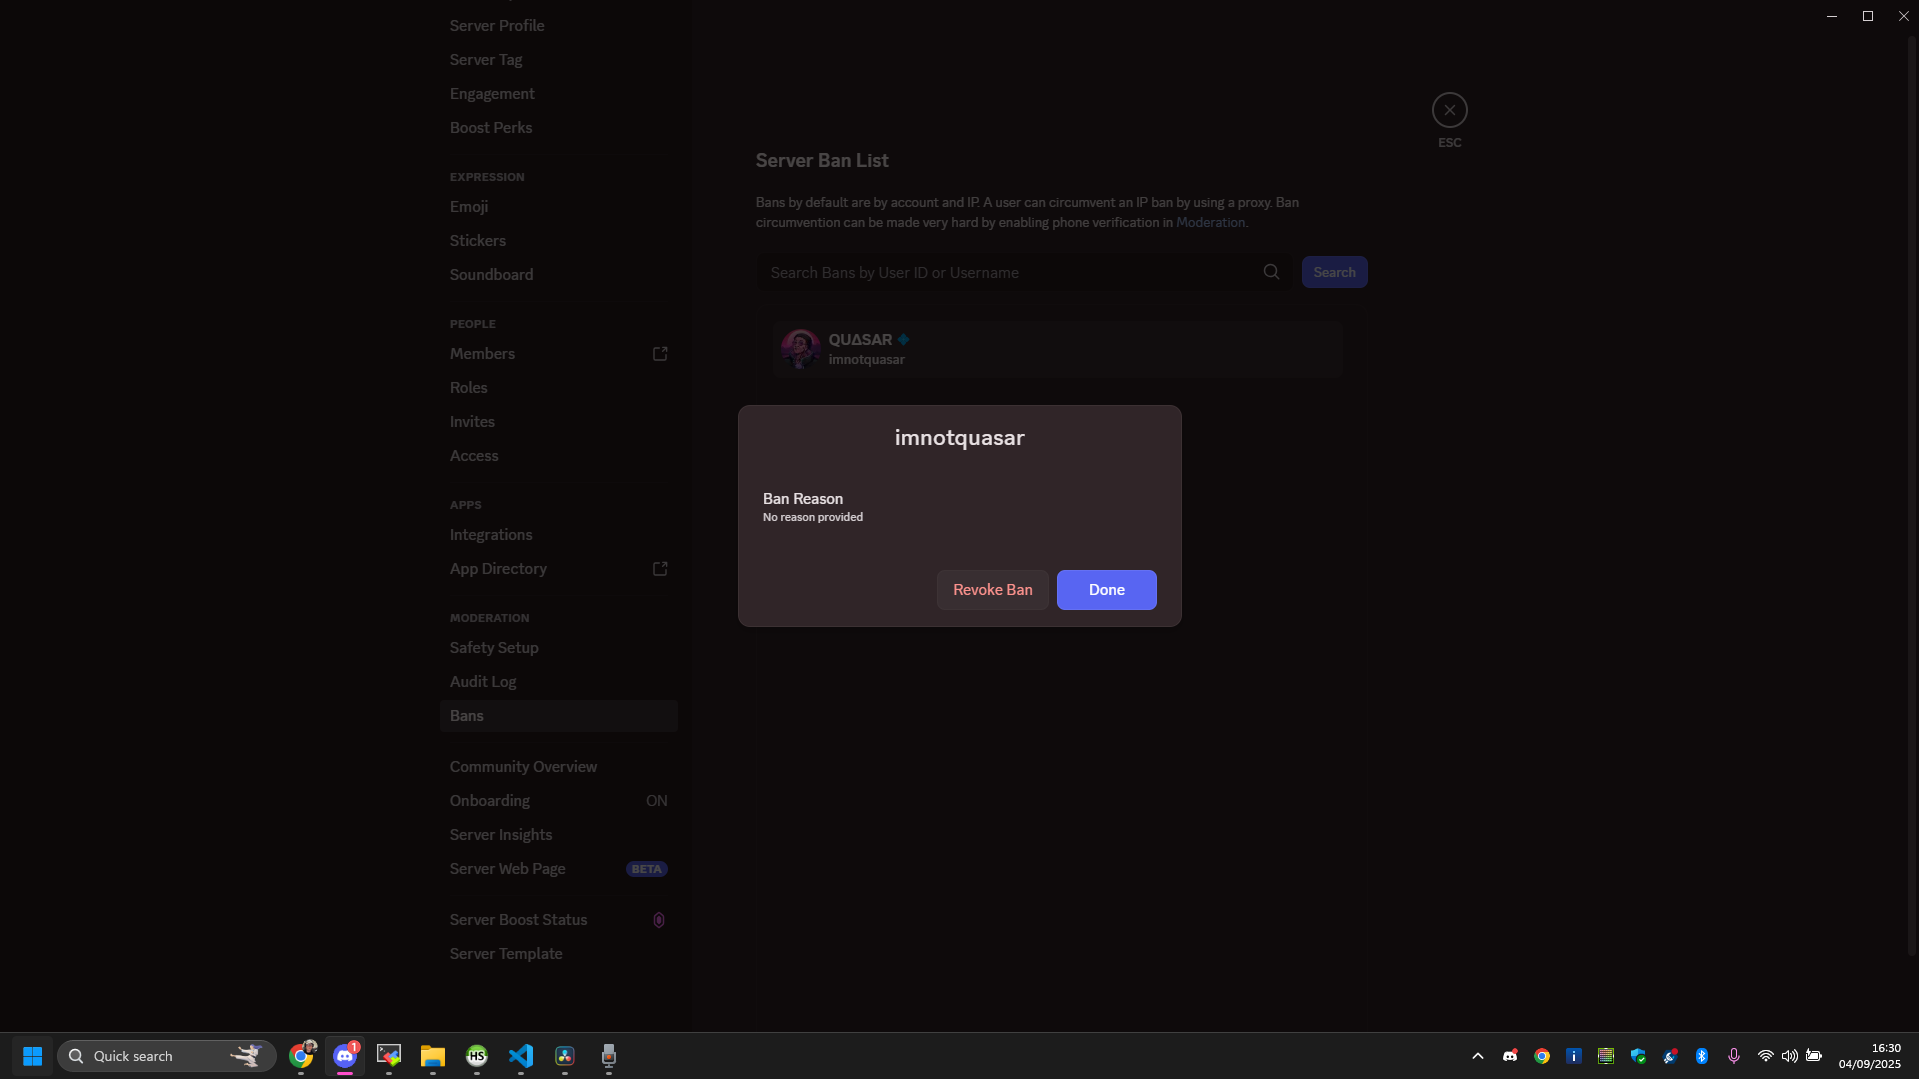 Server Profile
Server Tag
Engagement
Boost Perks
EXPRESSION
Emoji
Stickers
Soundboard
PEOPLE
Members
Roles
Invites
Access
APPS
Integrations
App Directory
MODERATION
Safety Setup
Audit Log
Bans
Community Overview
Onboarding ON
Server Insights
Server Web Page BETA
Server Boost Status
Server Template
ESC
Server Ban List
Bans by default are by account and IP. A user can circumvent an IP ban by using a proxy. Ban
circumvention can be made very hard by enabling phone verification in Moderation.
Search Bans by User ID or Username
Search
QUΔSAR
imnotquasar
imnotquasar
Ban Reason
No reason provided
Revoke Ban
Done
Quick search
1
HS
16:30
04/09/2025